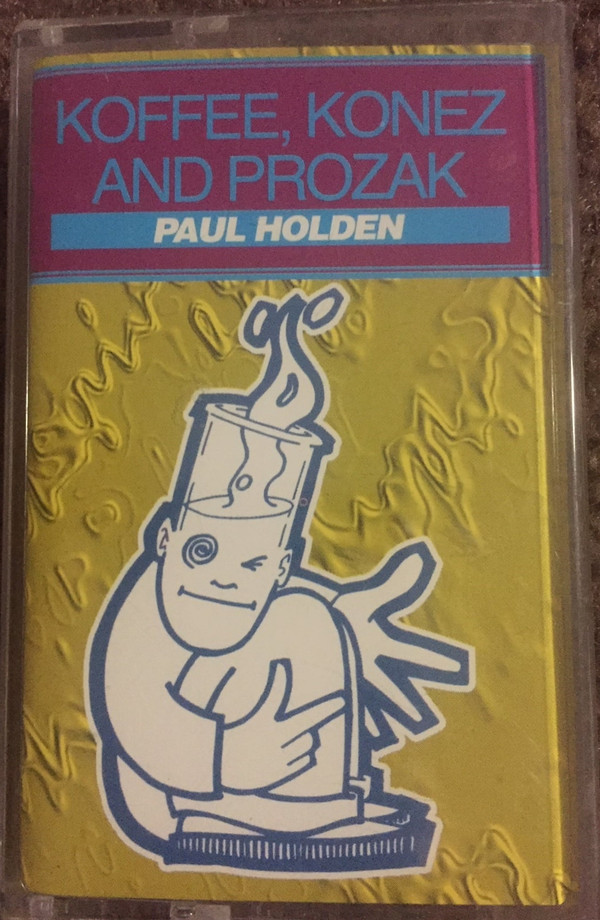 KOFFEE, KONEZ
AND PROZAK
PAUL HOLDEN